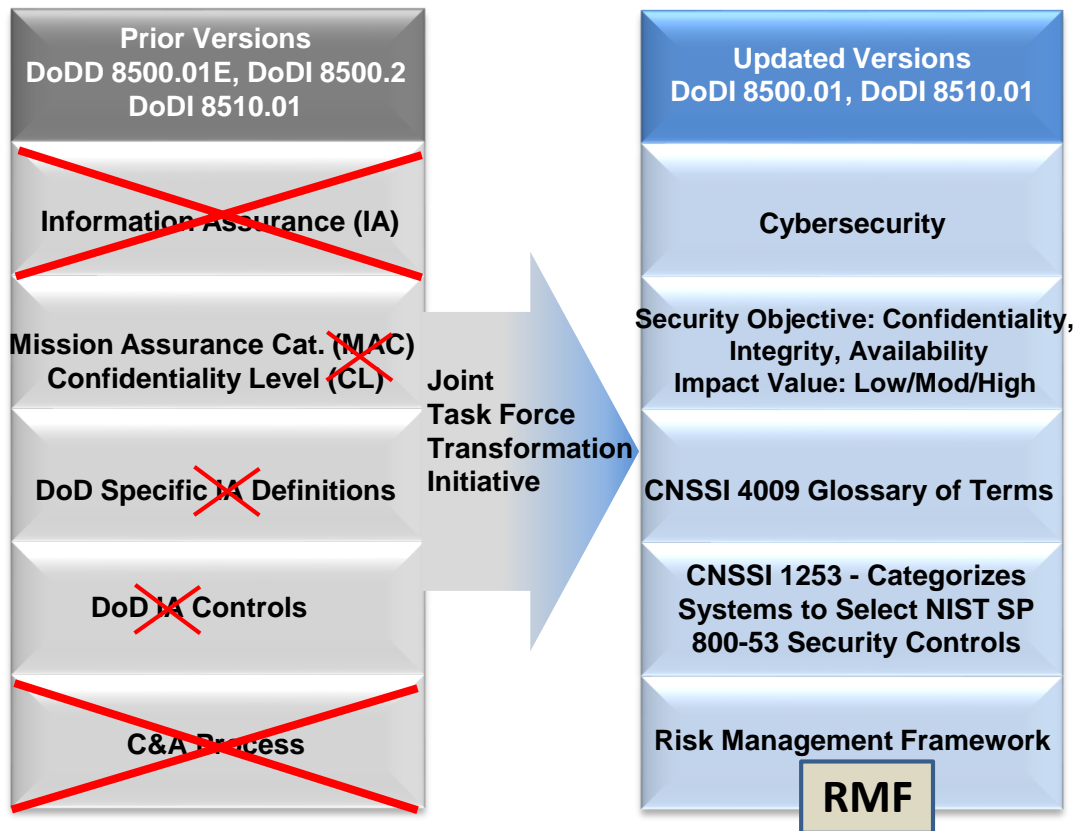 Prior Versions
DoDD 8500.01E, DoDI 8500.2
DoDI 8510.01
Information Assurance (IA)
Mission Assurance Cat. (MAC)
Confidentiality Level (CL)
DoD Specific IA Definitions
DoD IA Controls
C&A Process
Joint
Task Force
Transformation
Initiative
Updated Versions
DoDI 8500.01, DoDI 8510.01
Cybersecurity
Security Objective: Confidentiality,
Integrity, Availability
Impact Value: Low/Mod/High
CNSSI 4009 Glossary of Terms
CNSSI 1253 - Categorizes
Systems to Select NIST SP
800-53 Security Controls
Risk Management Framework
RMF